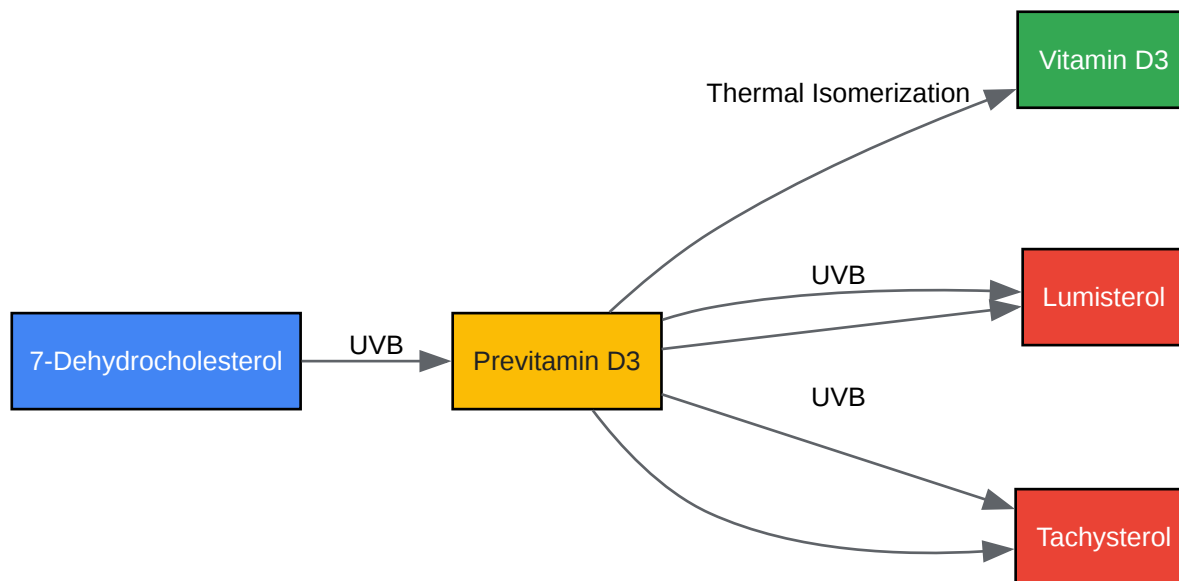 Vitamin D3
Thermal Isomerization
UVB
Lumisterol
7-Dehydrocholesterol
UVB
Previtamin D3
UVB
Tachysterol